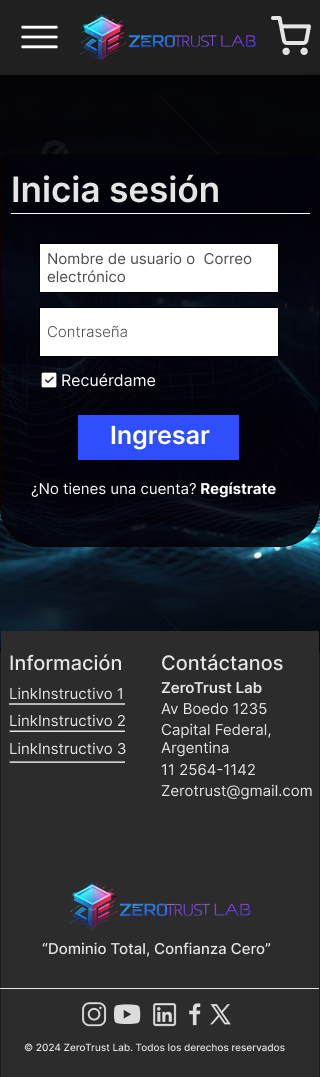 ZEROTRUST LAB
Inicia sesión
Nombre de usuario o Correo
electrónico
Contraseña
Recuérdame
Ingresar
¿No tienes una cuenta? Regístrate
Información
LinkInstructivo 1
LinkInstructivo 2
LinkInstructivo 3
Contáctanos
ZeroTrust Lab
Av Boedo 1235
Capital Federal,
Argentina
11 2564-1142
Zerotrust@gmail.com
ZEROTRUST LAB
“Dominio Total, Confianza Cero”
© 2024 ZeroTrust Lab. Todos los derechos reservados